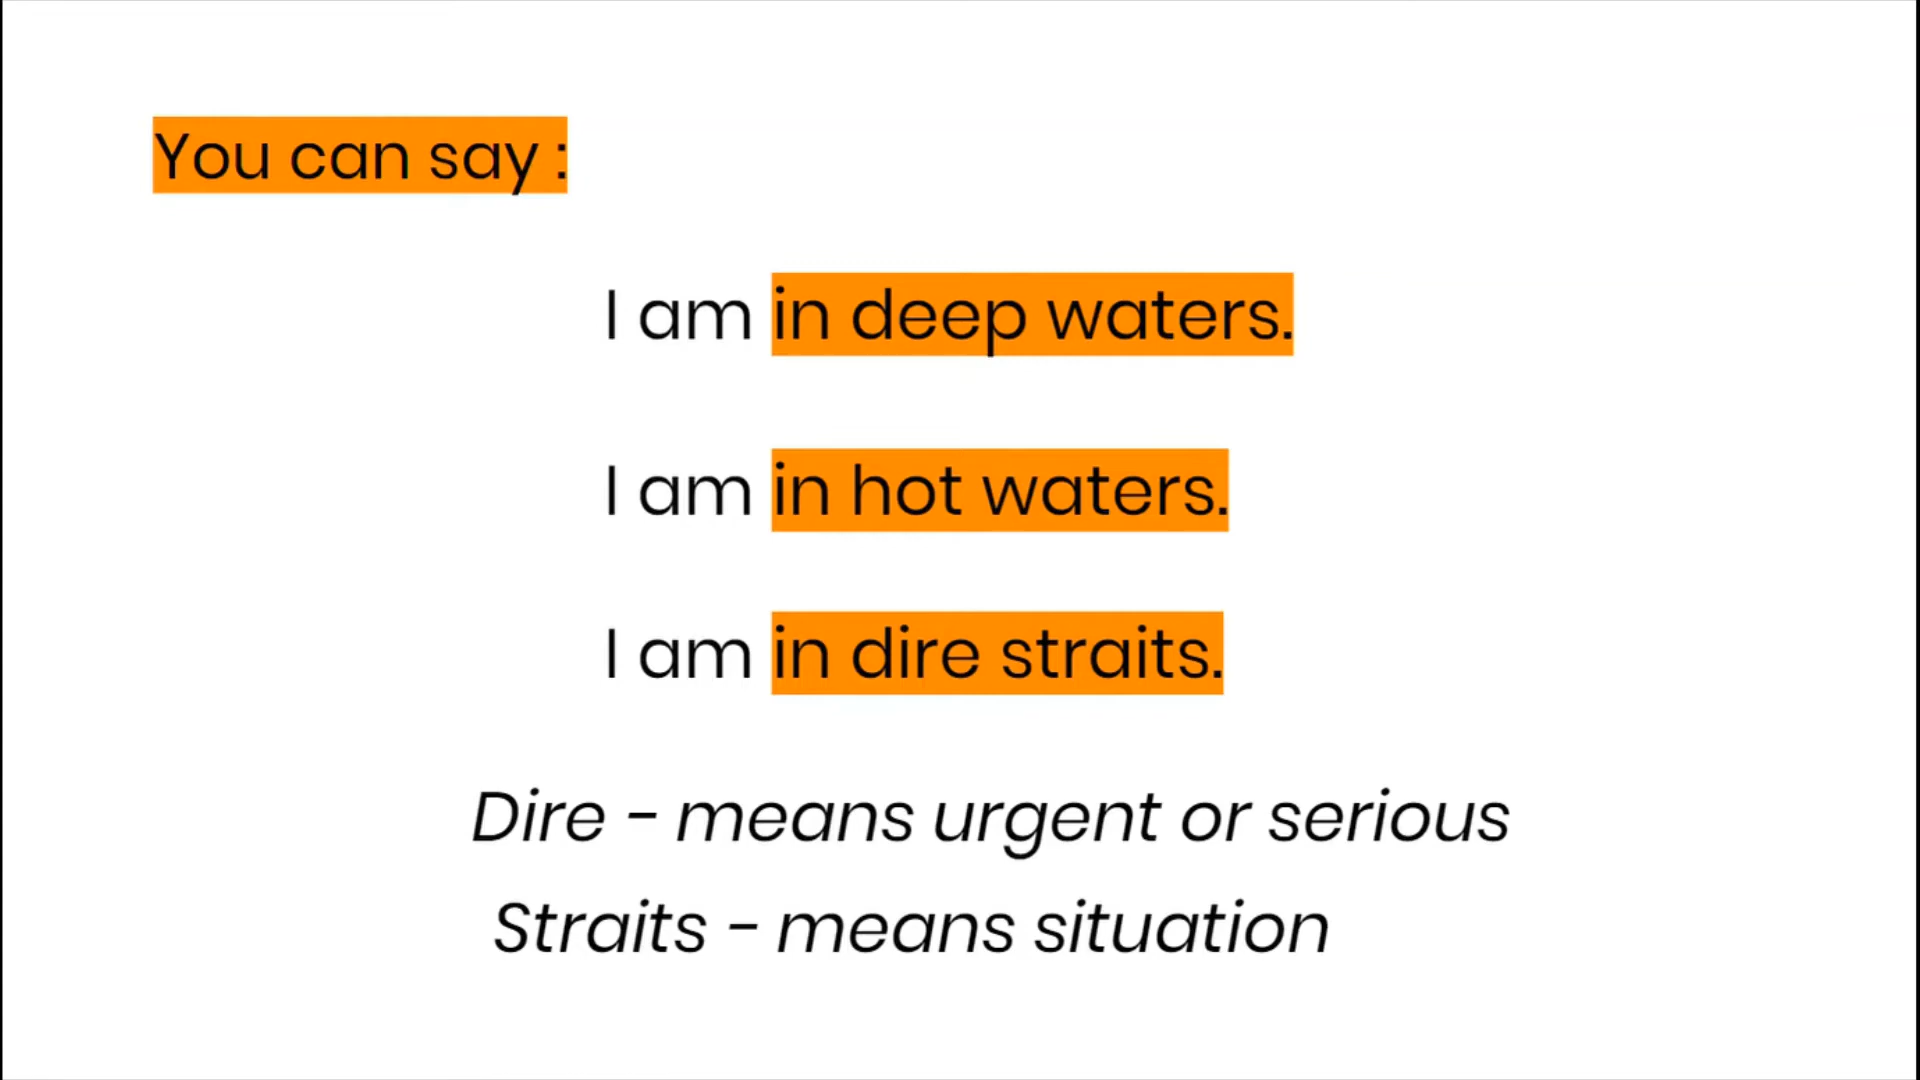 You can say :
I am in deep waters.
I am in hot waters.
I am in dire straits.
Dire - means urgent or serious
Straits - means situation